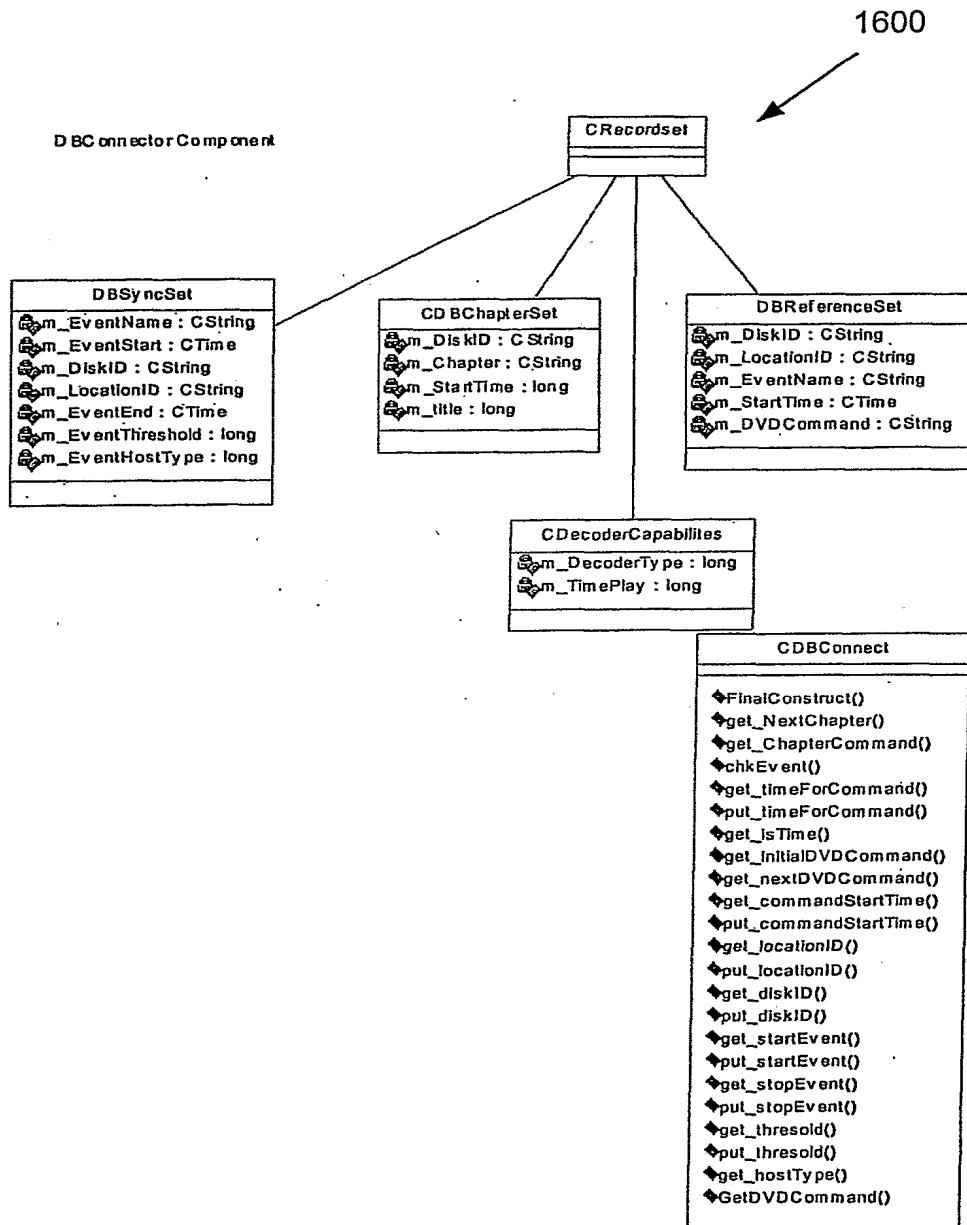 1600
DBConnectorComponent
CRecordset
DBSyncSet
m_EventName : CString
m_EventStart : CTime
m_DiskID : CString
m_LocationID : CString
m_EventEnd : CTime
m_EventThreshold : long
m_EventHostType : long
CDBChapterSet
m_DiskID : CString
m_Chapter : CString
m_StartTime : long
m_title : long
DBReferenceSet
m_DiskID : CString
m_LocationID : CString
m_EventName : CString
m_StartTime : CTime
m_DVDCommand : CString
CDecoderCapabilites
m_DecoderType : long
m_TimePlay : long
CDBConnect
FinalConstruct()
get_NextChapter()
get_ChapterCommand()
chkEvent()
get_timeForCommand()
put_timeForCommand()
get_isTime()
get_initialDVDCommand()
get_nextDVDCommand()
get_commandStartTime()
put_commandStartTime()
get_locationID()
put_locationID()
get_diskID()
put_diskID()
get_startEvent()
put_startEvent()
get_stopEvent()
put_stopEvent()
get_thresold()
put_thresold()
get_hostType()
GetDVDCommand()